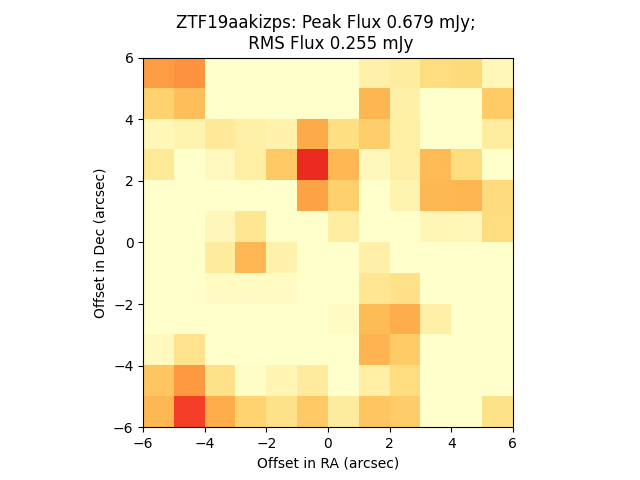 ZTF19aakizps: Peak Flux 0.679 mJy;
RMS Flux 0.255 mJy
6
4
2
0
−2
−4
−6
Offset in Dec (arcsec)
−6 −4 −2 0 2 4 6
Offset in RA (arcsec)